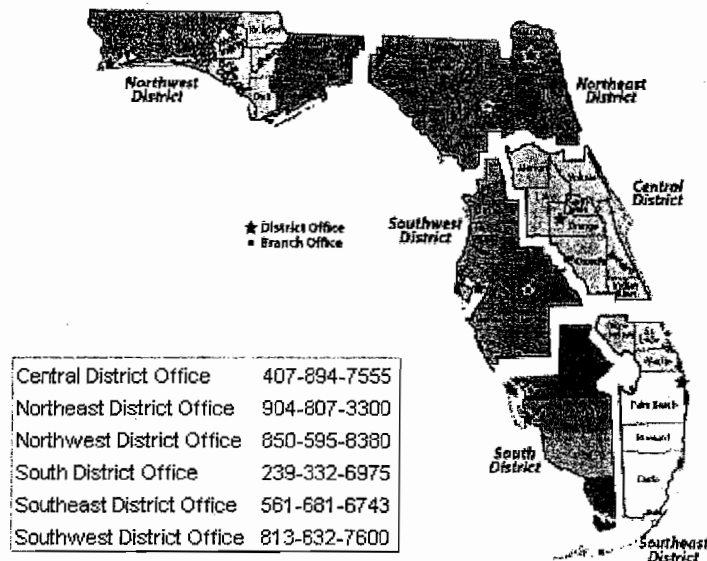 Northwest
District
Northeast
District
Central
District
Southwest
District
★ District Office
▪ Branch Office
Orange
St.
Palm Beach
Broward
Dade
South
District
Southeast
District
Central District Office 407-894-7555
Northeast District Office 904-807-3300
Northwest District Office 850-595-8380
South District Office 239-332-6975
Southeast District Office 561-681-6743
Southwest District Office 813-632-7600